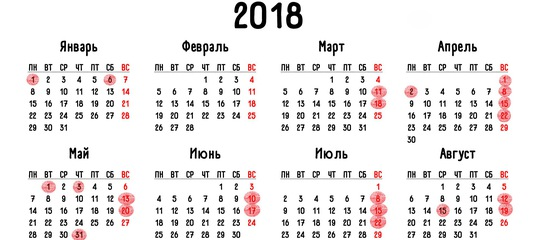 2018
Январь
ПН ВТ СР ЧТ ПТ СБ ВС
1 2 3 4 5 6 7
8 9 10 11 12 13 14
15 16 17 18 19 20 21
22 23 24 25 26 27 28
29 30 31
Февраль
ПН ВТ СР ЧТ ПТ СБ ВС
1 2 3 4
5 6 7 8 9 10 11
12 13 14 15 16 17 18
19 20 21 22 23 24 25
26 27 28
Март
ПН ВТ СР ЧТ ПТ СБ ВС
1 2 3 4
5 6 7 8 9 10 11
12 13 14 15 16 17 18
19 20 21 22 23 24 25
26 27 28 29 30 31
Апрель
ПН ВТ СР ЧТ ПТ СБ ВС
1
2 3 4 5 6 7 8
9 10 11 12 13 14 15
16 17 18 19 20 21 22
23 24 25 26 27 28 29
30
Май
ПН ВТ СР ЧТ ПТ СБ ВС
1 2 3 4 5 6
7 8 9 10 11 12 13
14 15 16 17 18 19 20
21 22 23 24 25 26 27
28 29 30 31
Июнь
ПН ВТ СР ЧТ ПТ СБ ВС
1 2 3
4 5 6 7 8 9 10
11 12 13 14 15 16 17
18 19 20 21 22 23 24
25 26 27 28 29 30
Июль
ПН ВТ СР ЧТ ПТ СБ ВС
1
2 3 4 5 6 7 8
9 10 11 12 13 14 15
16 17 18 19 20 21 22
23 24 25 26 27 28 29
Август
ПН ВТ СР ЧТ ПТ СБ ВС
1 2 3 4 5
6 7 8 9 10 11 12
13 14 15 16 17 18 19
20 21 22 23 24 25 26
27 28 29 30 31